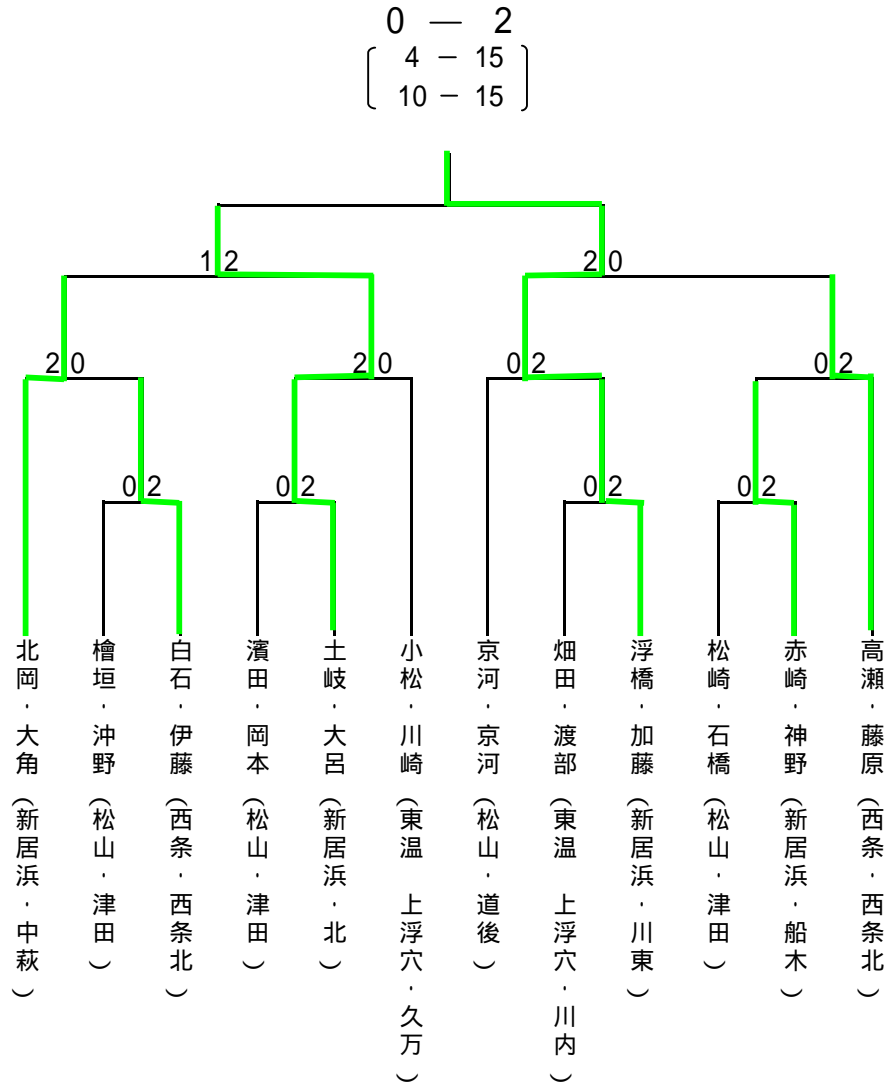 0 — 2
4 － 15
10 － 15
1 2
2 0
2 0
2 0
0 2
0 2
0 2
0 2
0 2
0 2
北岡・大角（新居浜・中萩）
檜垣・沖野（松山・津田）
白石・伊藤（西条・西条北）
濱田・岡本（松山・津田）
土岐・大呂（新居浜・北）
小松・川崎（東温　上浮穴・久万）
京河・京河（松山・道後）
畑田・渡部（東温　上浮穴・川内）
浮橋・加藤（新居浜・川東）
松崎・石橋（松山・津田）
赤崎・神野（新居浜・船木）
高瀬・藤原（西条・西条北）